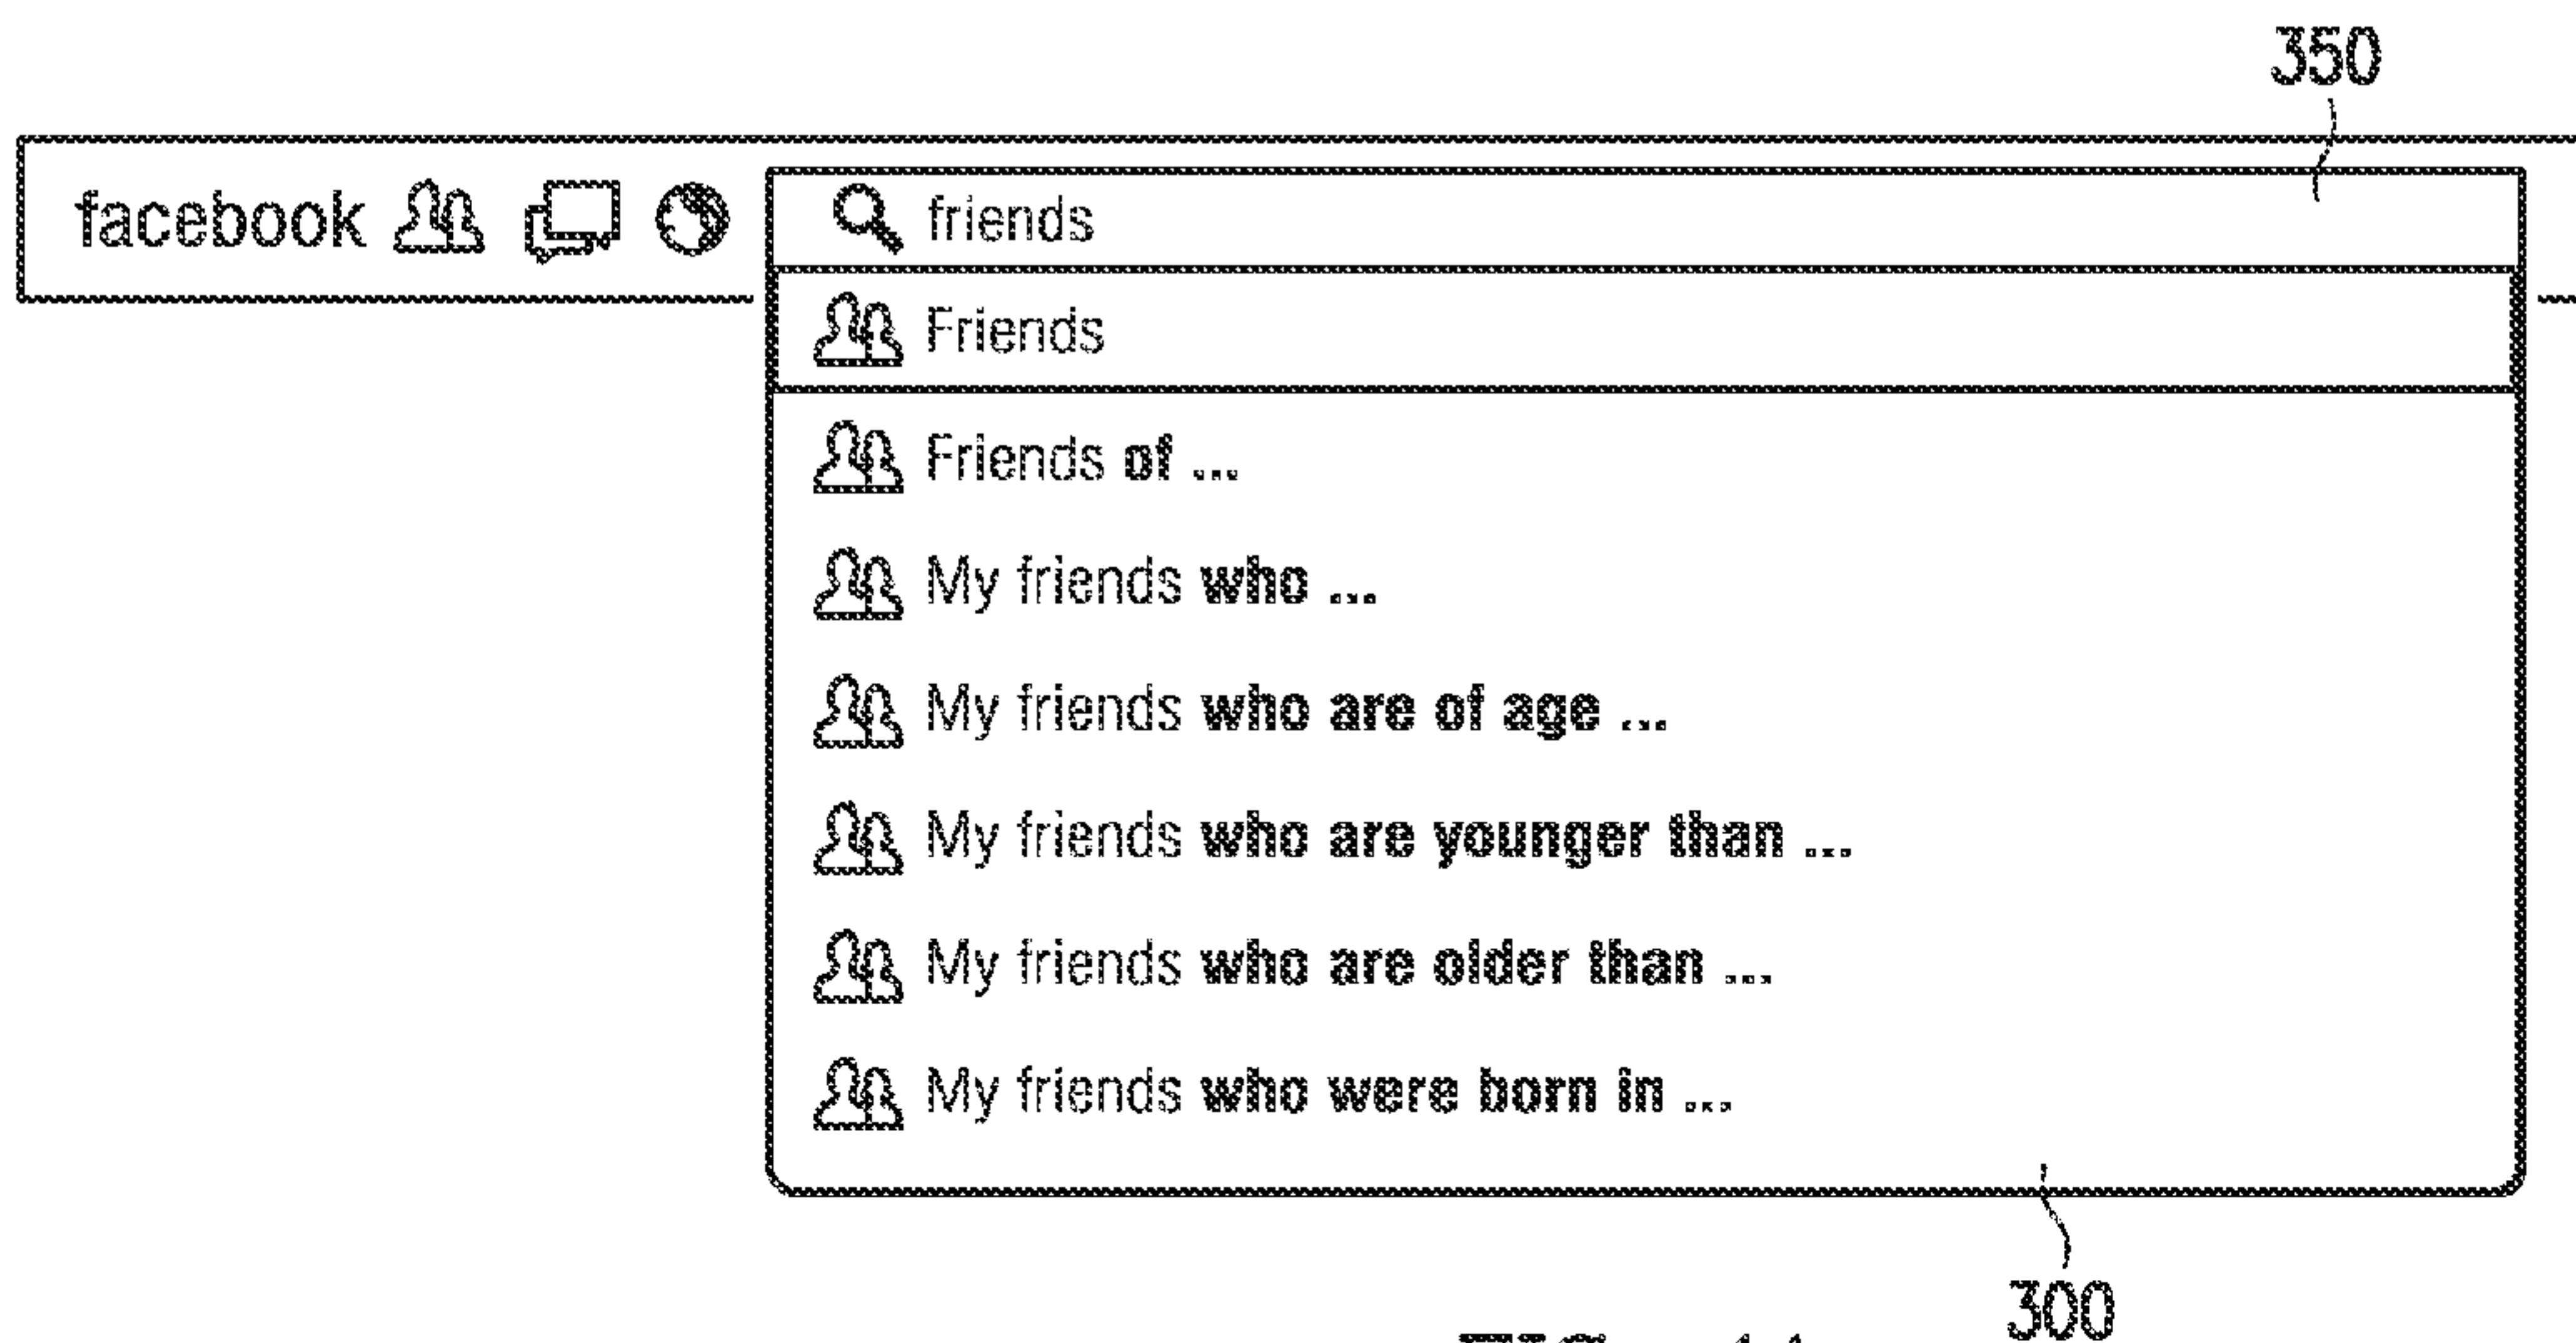 350
facebook friends
Friends
Friends of ...
My friends who ...
My friends who are of age ...
My friends who are younger than ...
My friends who are older than ...
My friends who were born in ...
300